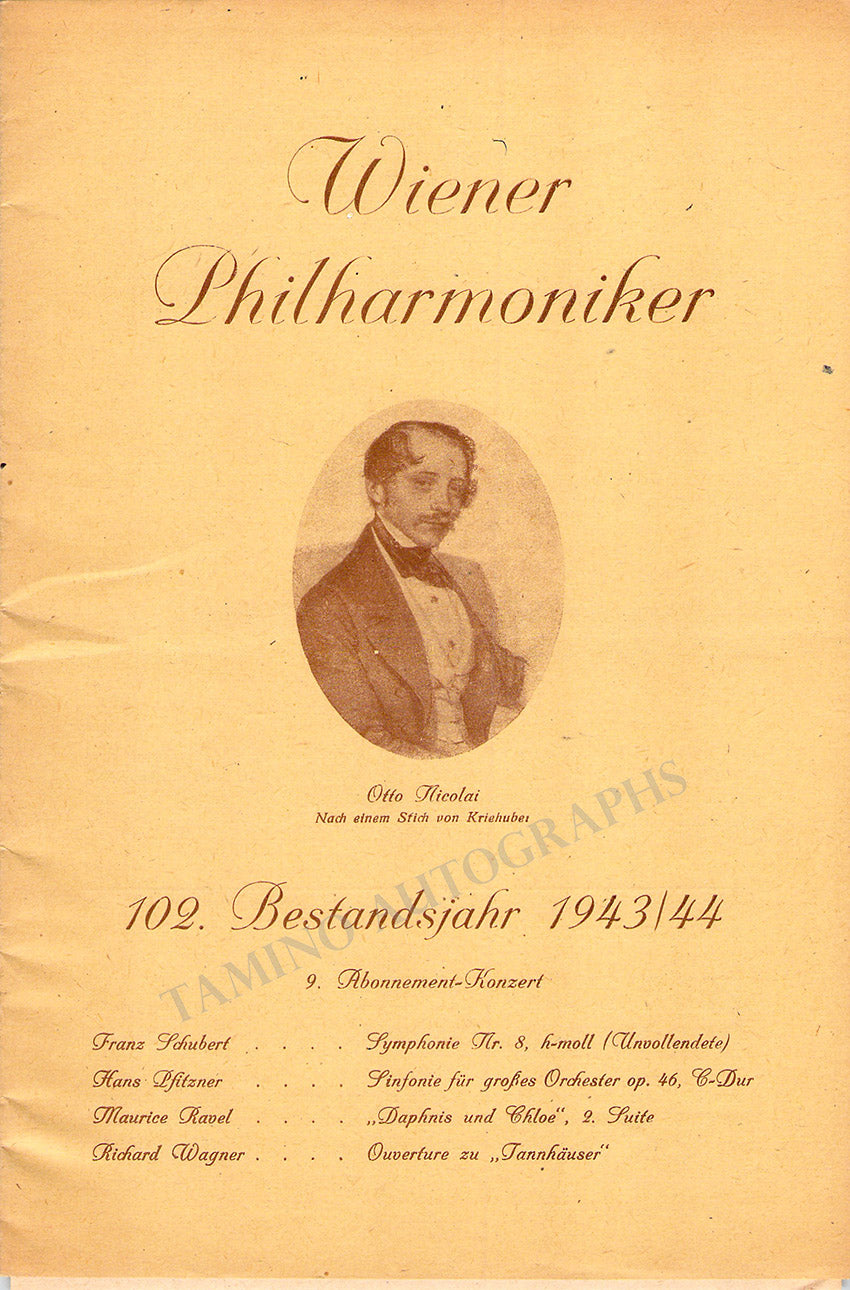 Wiener
Philharmoniker
Otto Nicolai
Nach einem Stich von Kriehuber
TAMINO AUTOGRAPHS
102. Bestandsjahr 1943/44
9. Abonnement-Konzert
Franz Schubert . . . . Symphonie Nr. 8, h-moll (Unvollendete)
Hans Pfitzner . . . . Sinfonie für großes Orchester op. 46, C-Dur
Maurice Ravel . . . . „Daphnis und Chloe“, 2. Suite
Richard Wagner . . . . Ouverture zu „Tannhäuser“